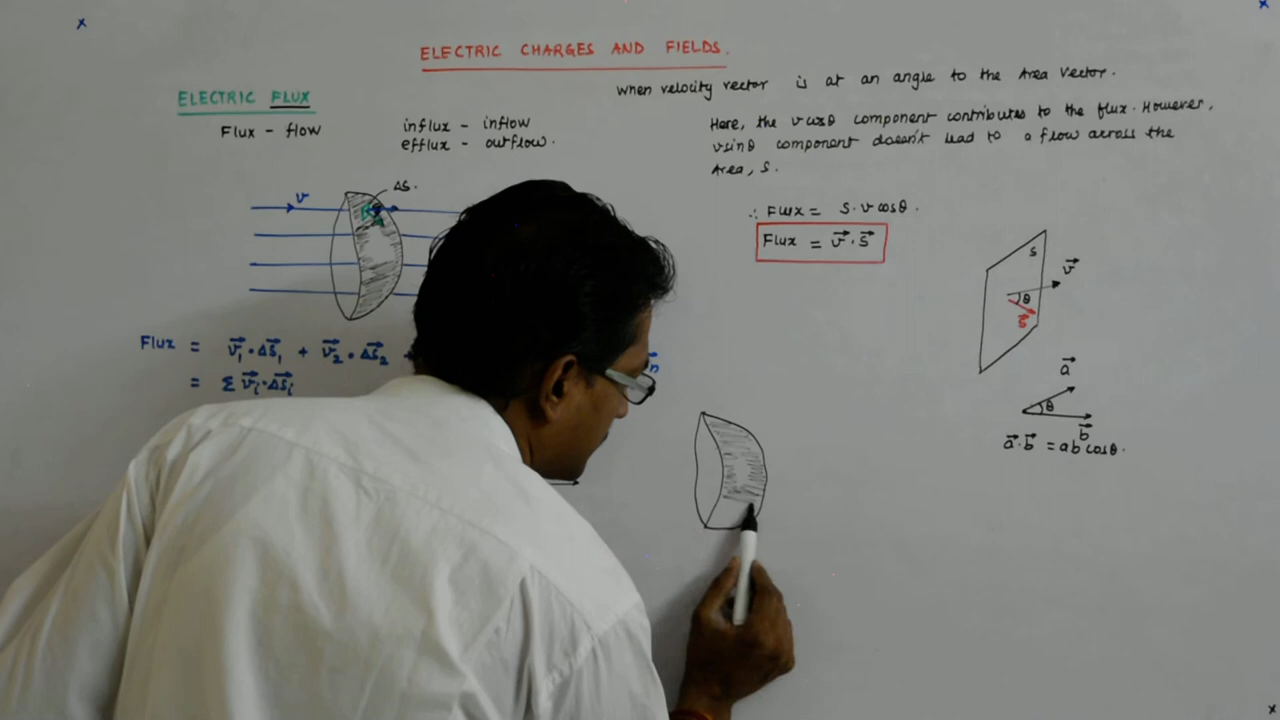 ELECTRIC CHARGES AND FIELDS.
ELECTRIC FLUX
Flux - flow
influx - inflow
efflux - outflow.
ΔS.
v
Flux = v⃗₁·ΔS⃗₁ + v⃗₂·ΔS⃗₂ +
n
= Σ v⃗ᵢ·ΔS⃗ᵢ
when velocity vector is at an angle to the Area vector.
Here, the vcosθ component contributes to the flux. However,
vsinθ component doesn't lead to a flow across the
Area, S.
∴ Flux = S.vcosθ.
Flux = v⃗·S⃗
S
v⃗
θ
a⃗
θ
b⃗
a⃗·b⃗ = abcosθ.